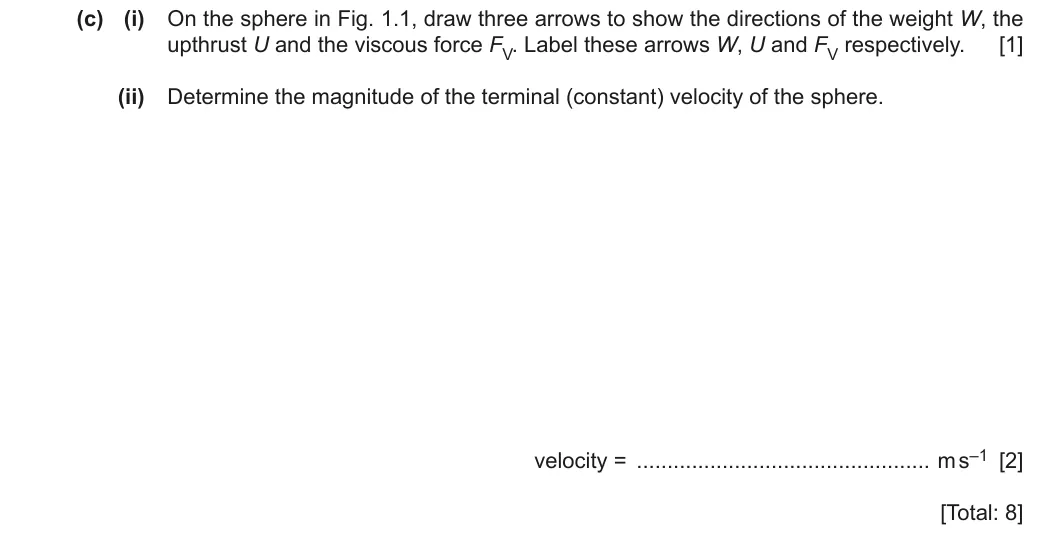 (c) (i) On the sphere in Fig. 1.1, draw three arrows to show the directions of the weight W, the
upthrust U and the viscous force F_V. Label these arrows W, U and F_V respectively. [1]
(ii) Determine the magnitude of the terminal (constant) velocity of the sphere.
velocity = ................................................ m s⁻¹ [2]
[Total: 8]